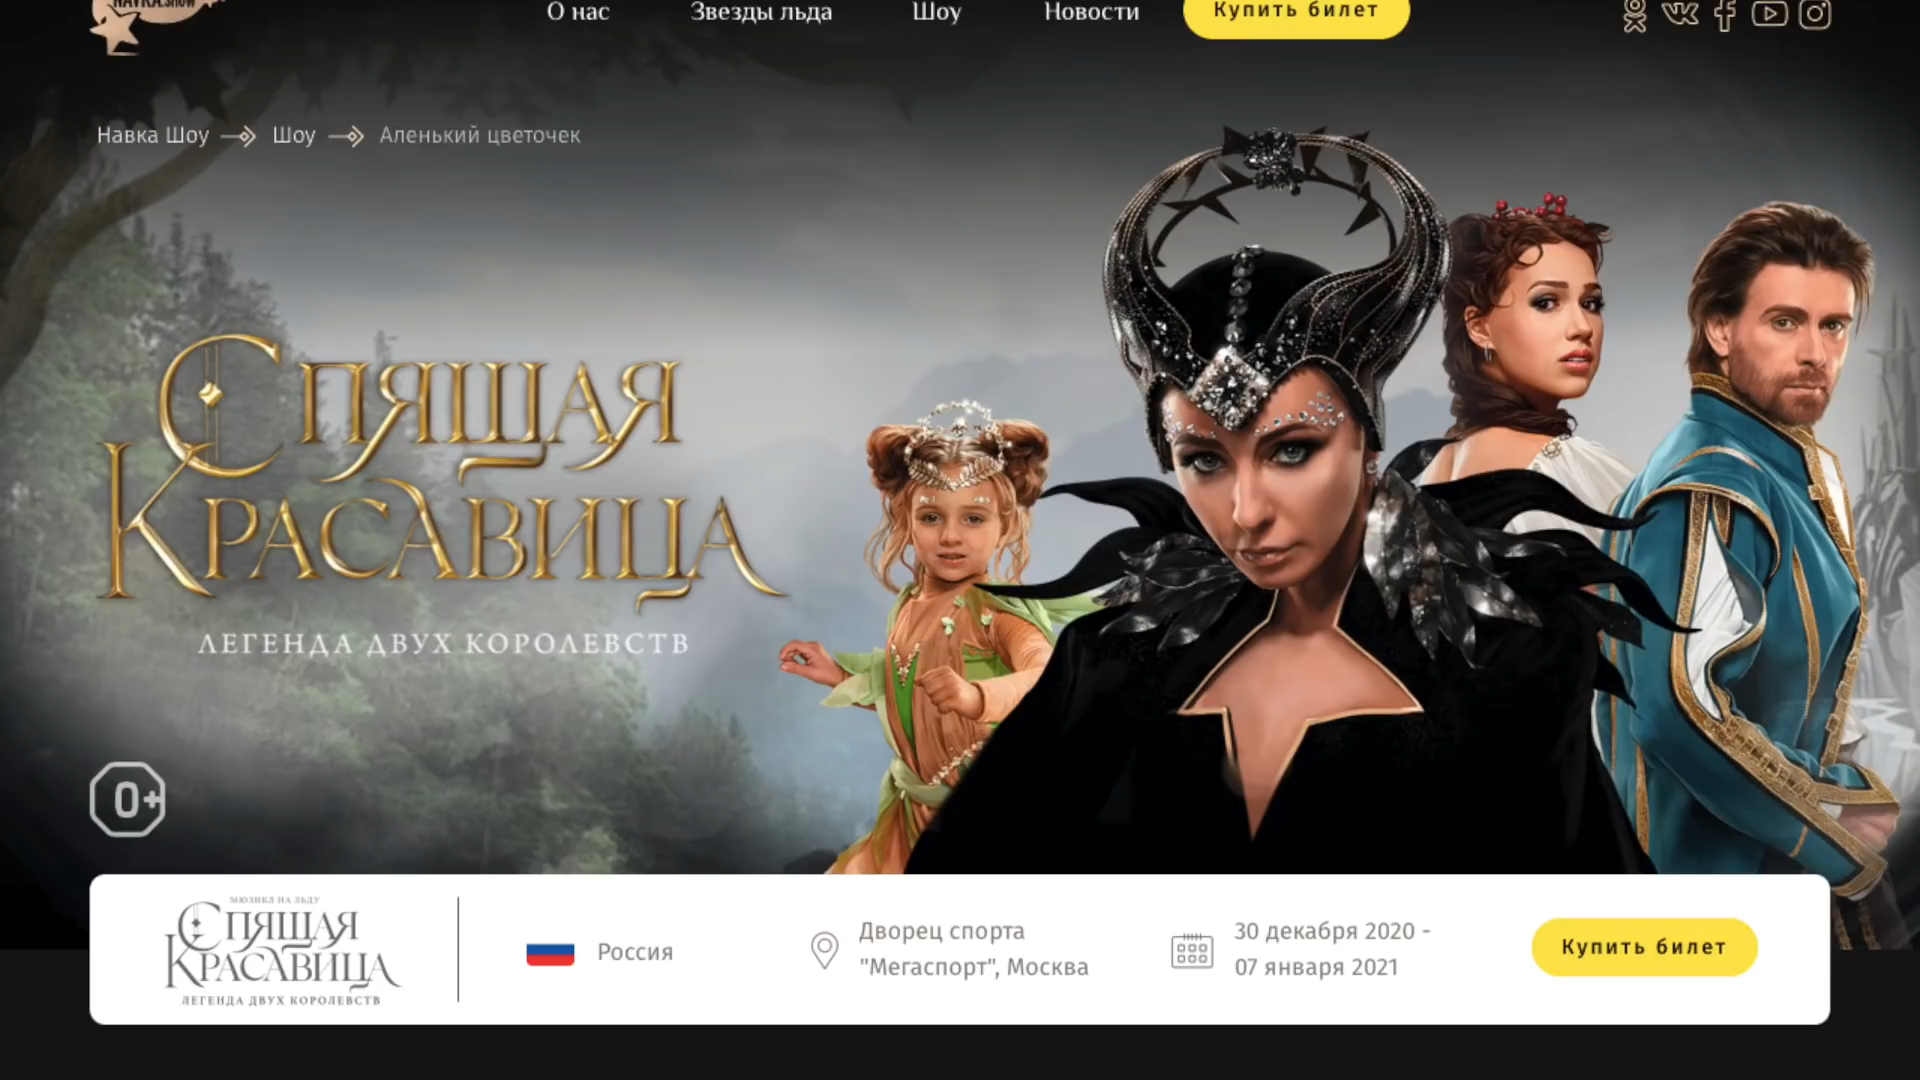 NAVKA.SHOW
О нас
Звезды льда
Шоу
Новости
Купить билет
Навка Шоу
Шоу
Аленький цветочек
Спящая
Красавица
Легенда двух королевств
0+
Мюзикл на льду
Спящая
Красавица
Легенда двух королевств
Россия
Дворец спорта
"Мегаспорт", Москва
30 декабря 2020 -
07 января 2021
Купить билет